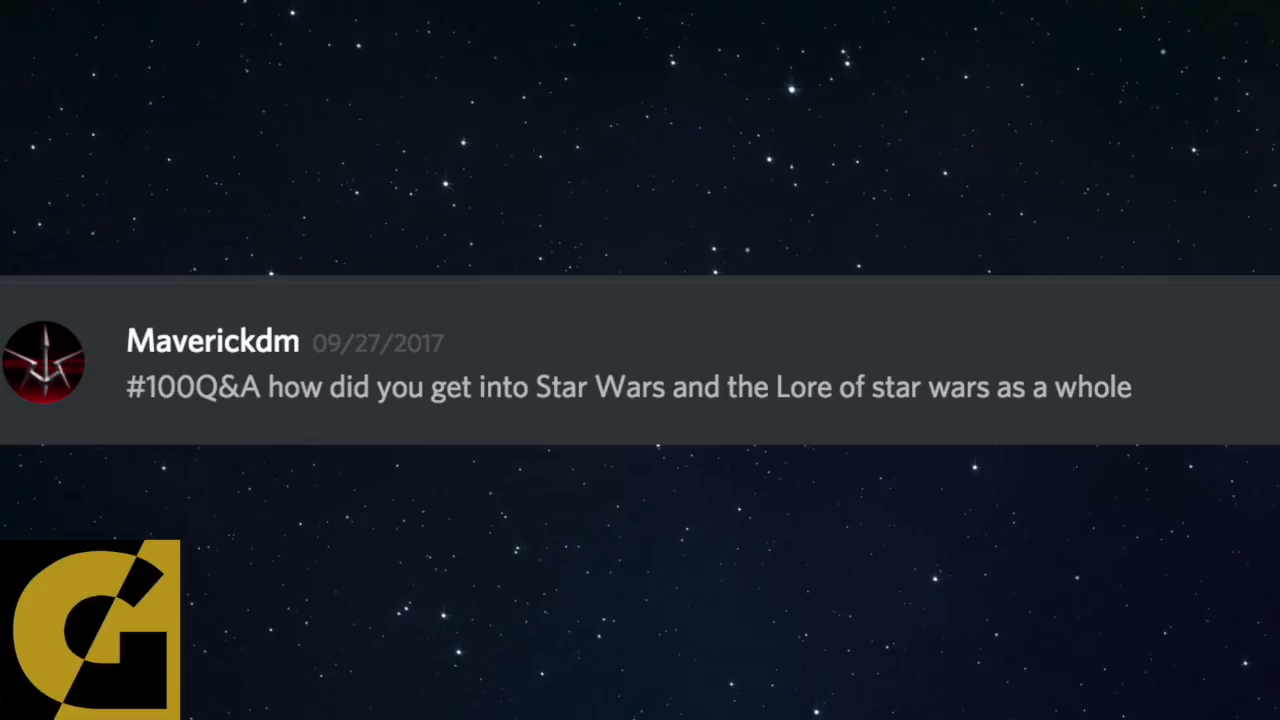 Maverickdm 09/27/2017
#100Q&A how did you get into Star Wars and the Lore of star wars as a whole
G